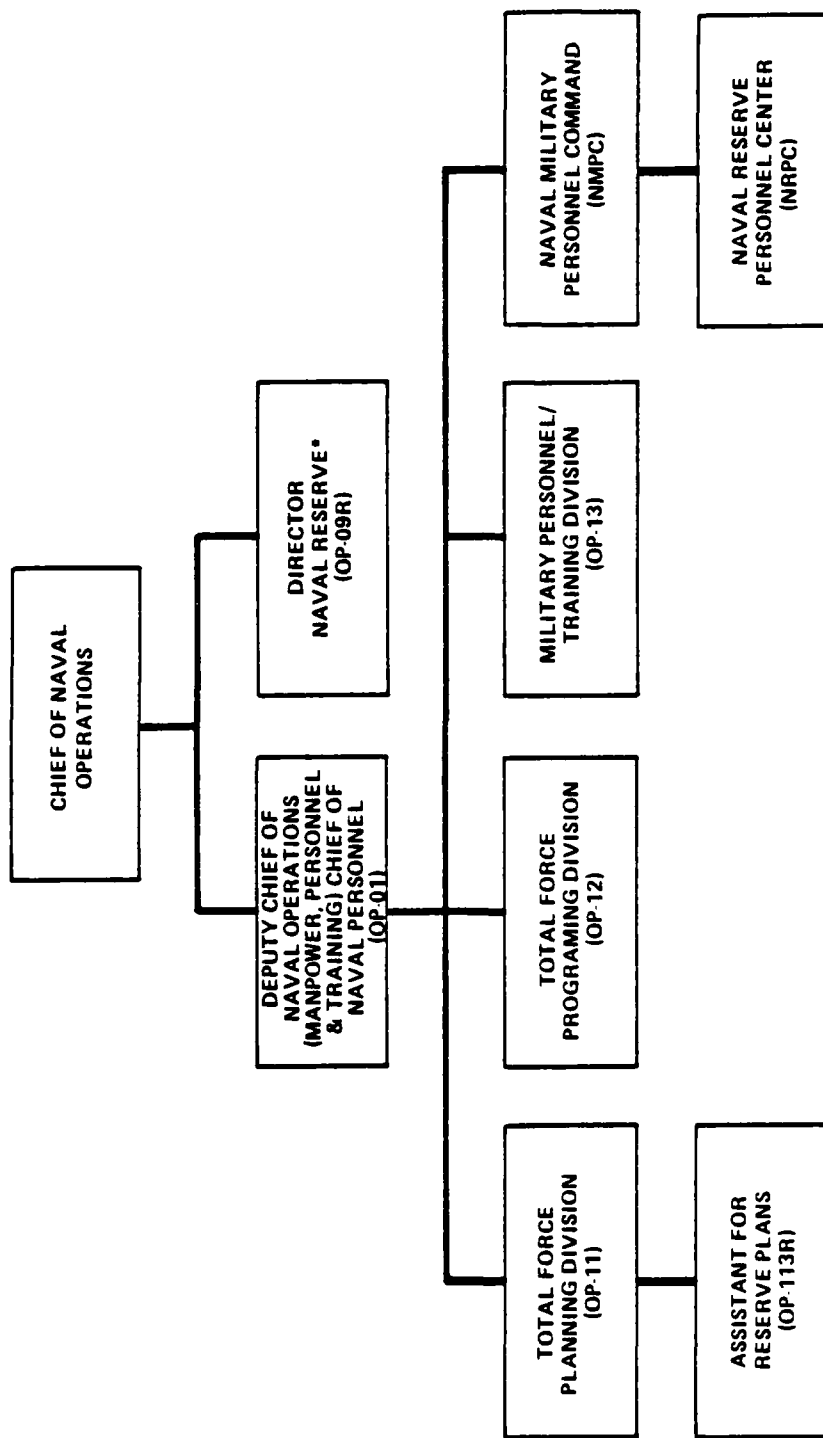 CHIEF OF NAVAL
OPERATIONS
DEPUTY CHIEF OF
NAVAL OPERATIONS
(MANPOWER, PERSONNEL
& TRAINING) CHIEF OF
NAVAL PERSONNEL
(OP-01)
DIRECTOR
NAVAL RESERVE*
(OP-09R)
TOTAL FORCE
PLANNING DIVISION
(OP-11)
TOTAL FORCE
PROGRAMING DIVISION
(OP-12)
MILITARY PERSONNEL/
TRAINING DIVISION
(OP-13)
NAVAL MILITARY
PERSONNEL COMMAND
(NMPC)
ASSISTANT FOR
RESERVE PLANS
(OP-113R)
NAVAL RESERVE
PERSONNEL CENTER
(NRPC)